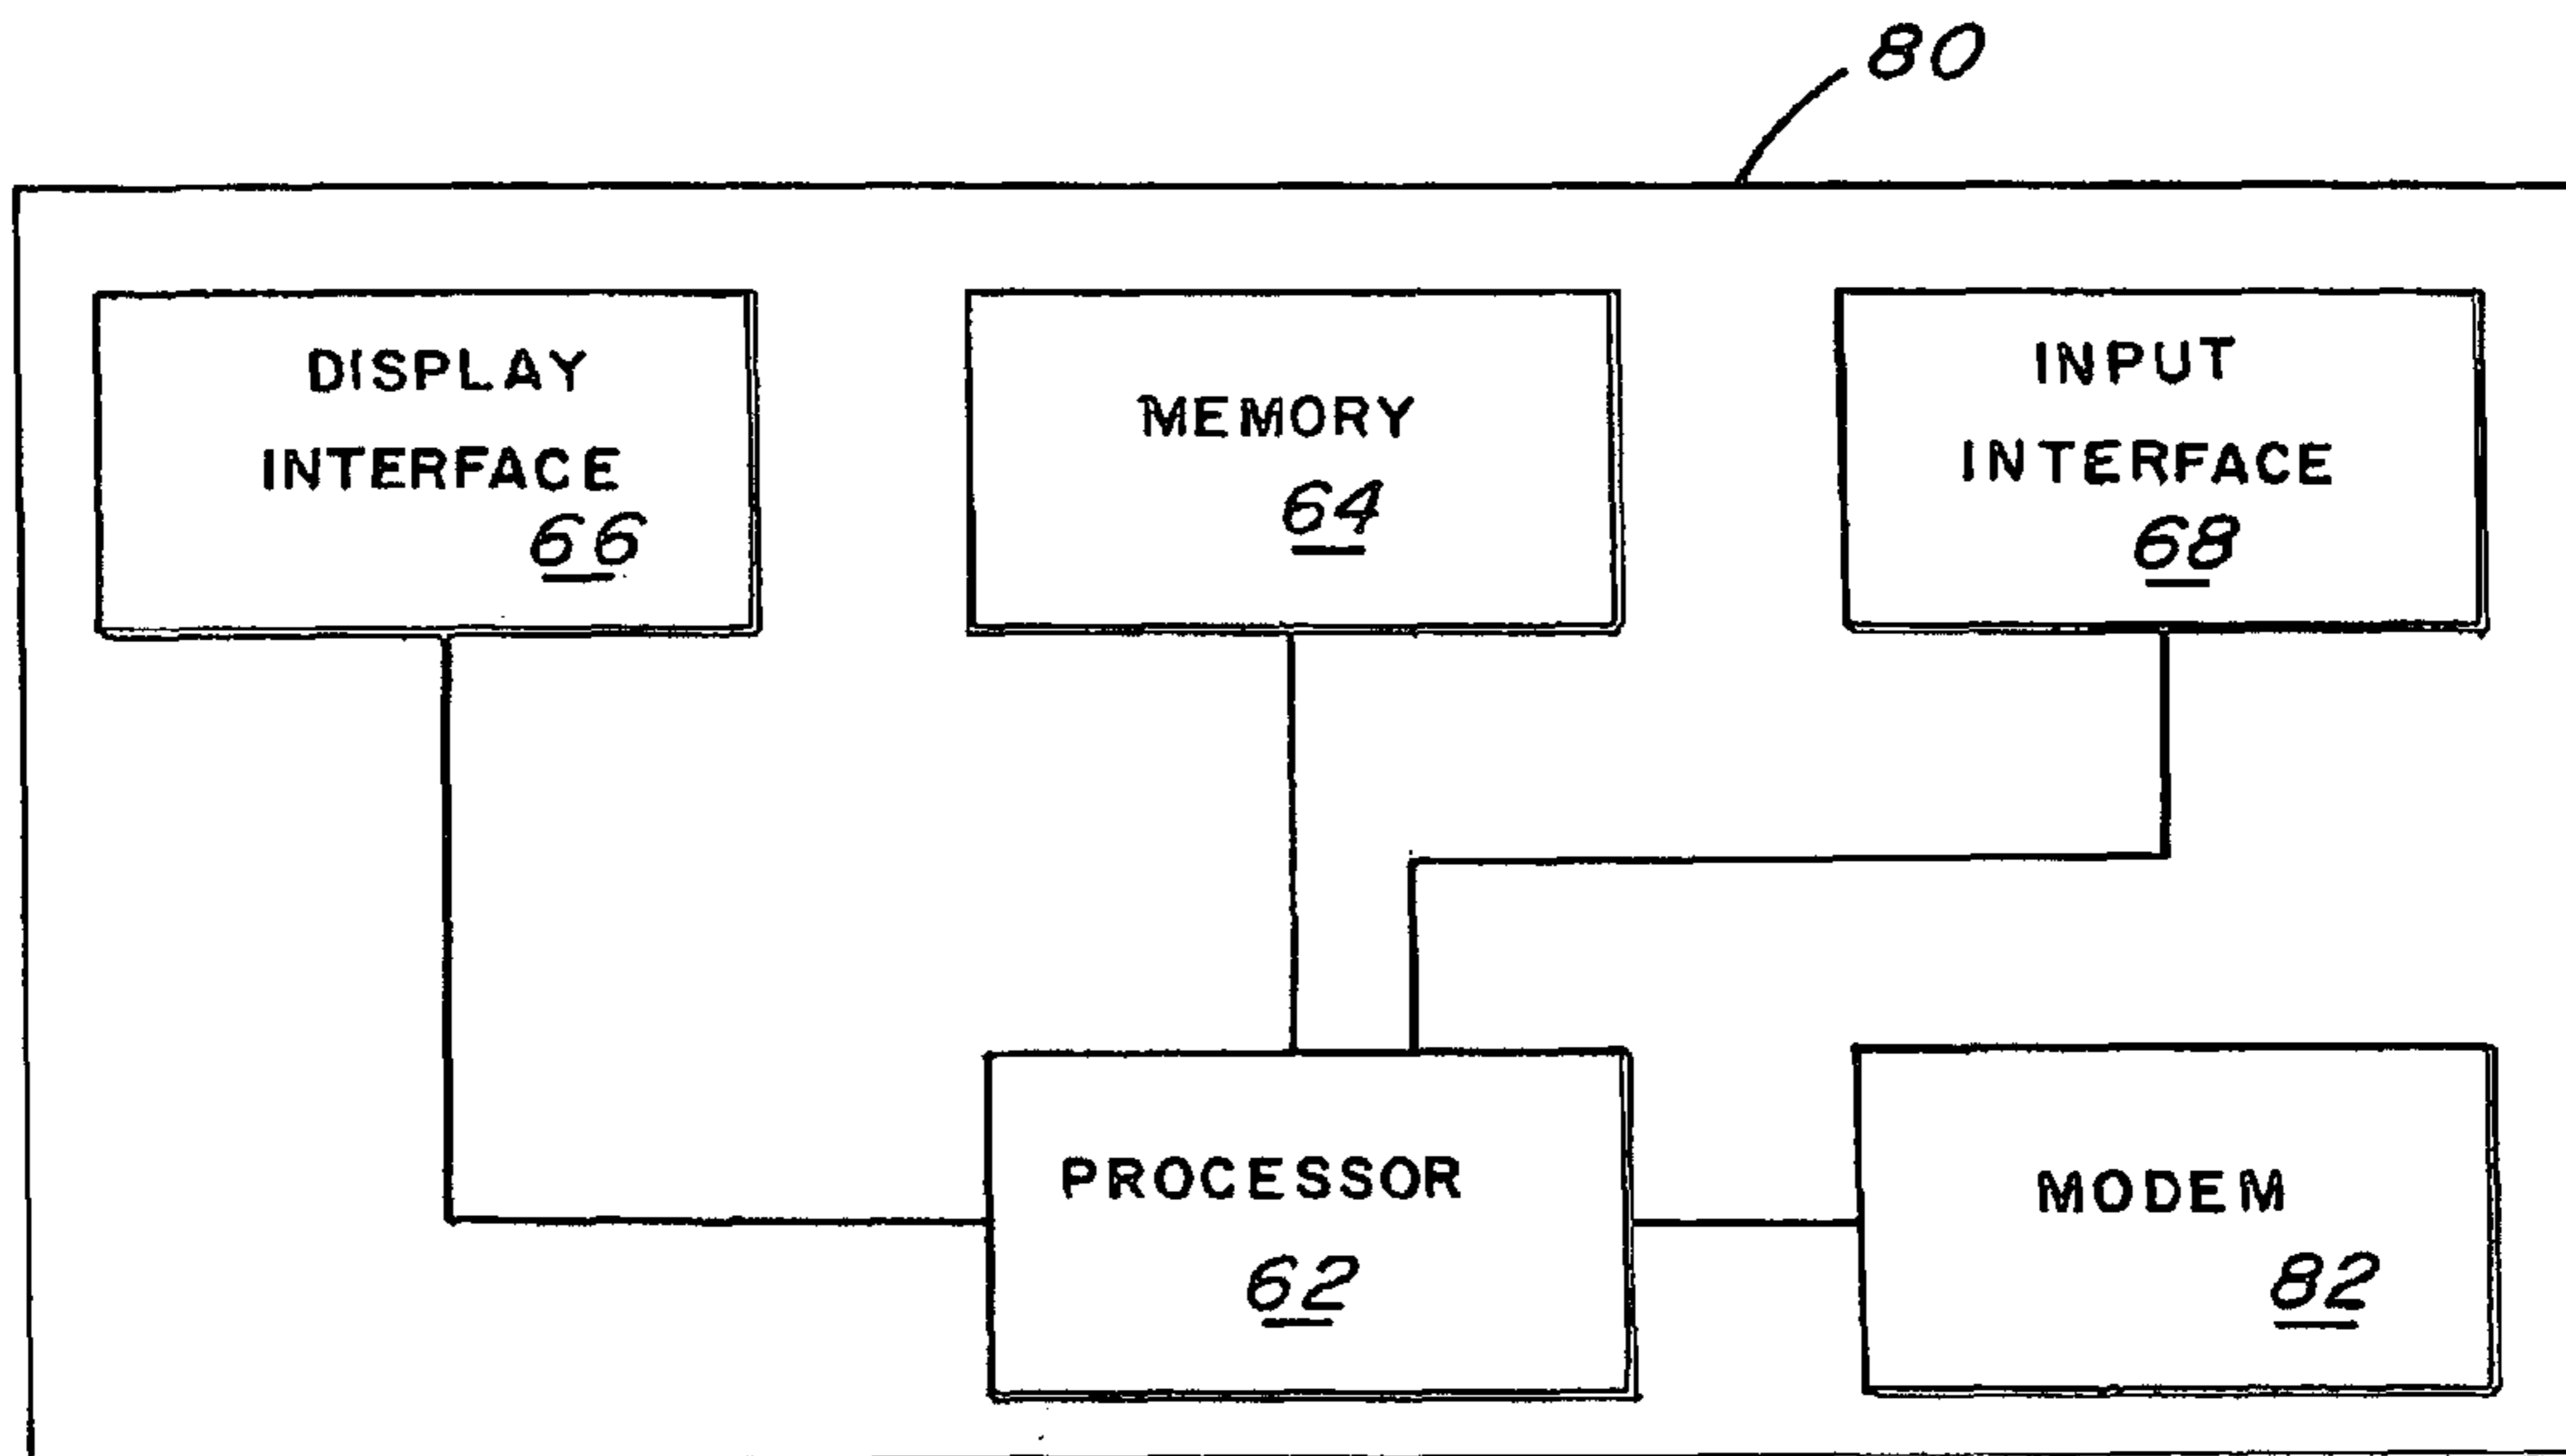 80
DISPLAY
INTERFACE
66
MEMORY
64
INPUT
INTERFACE
68
PROCESSOR
62
MODEM
82